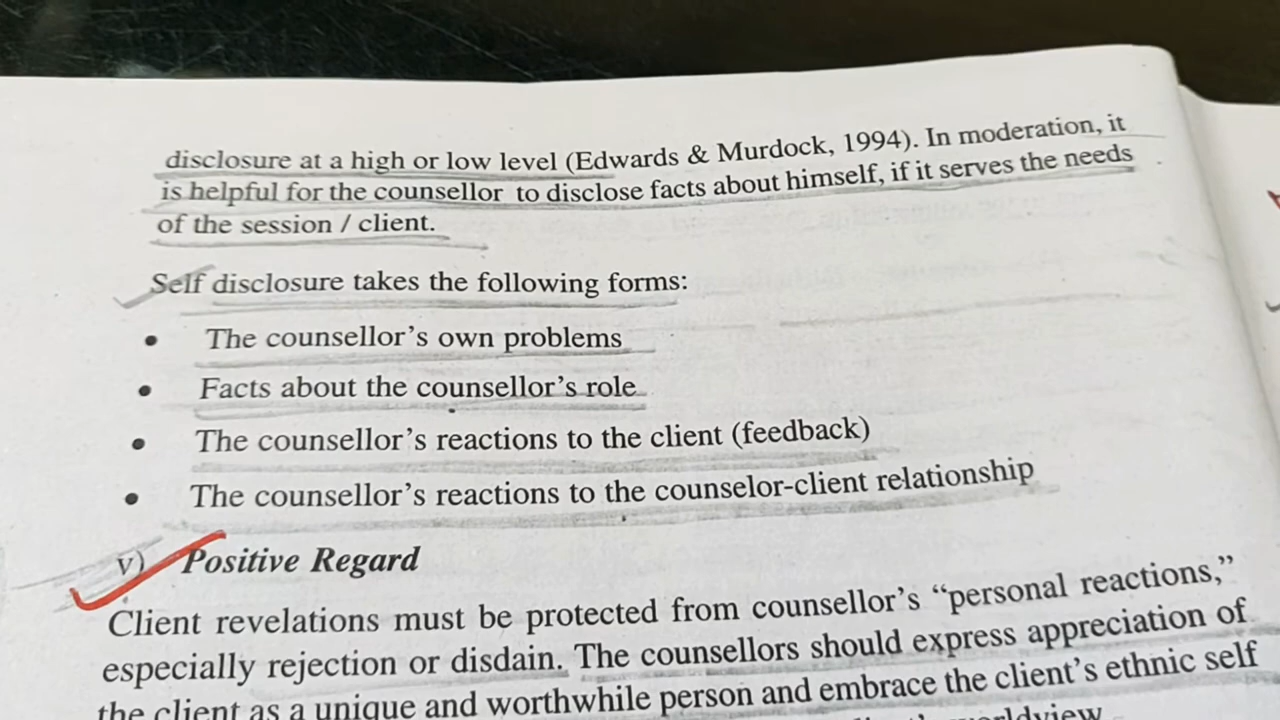 disclosure at a high or low level (Edwards & Murdock, 1994). In moderation, it
is helpful for the counsellor to disclose facts about himself, if it serves the needs
of the session / client.
Self disclosure takes the following forms:
• The counsellor's own problems
• Facts about the counsellor's role
• The counsellor's reactions to the client (feedback)
• The counsellor's reactions to the counselor-client relationship
v) Positive Regard
Client revelations must be protected from counsellor's “personal reactions,”
especially rejection or disdain. The counsellors should express appreciation of
the client as a unique and worthwhile person and embrace the client's ethnic self
worldview